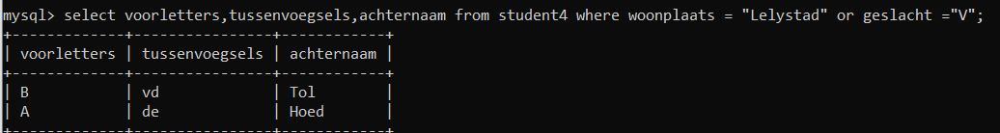 mysql> select voorletters,tussenvoegsels,achternaam from student4 where woonplaats = "Lelystad" or geslacht ="V";
+-------------+----------------+------------+
| voorletters | tussenvoegsels | achternaam |
+-------------+----------------+------------+
| B           | vd             | Tol        |
| A           | de             | Hoed       |
+-------------+----------------+------------+